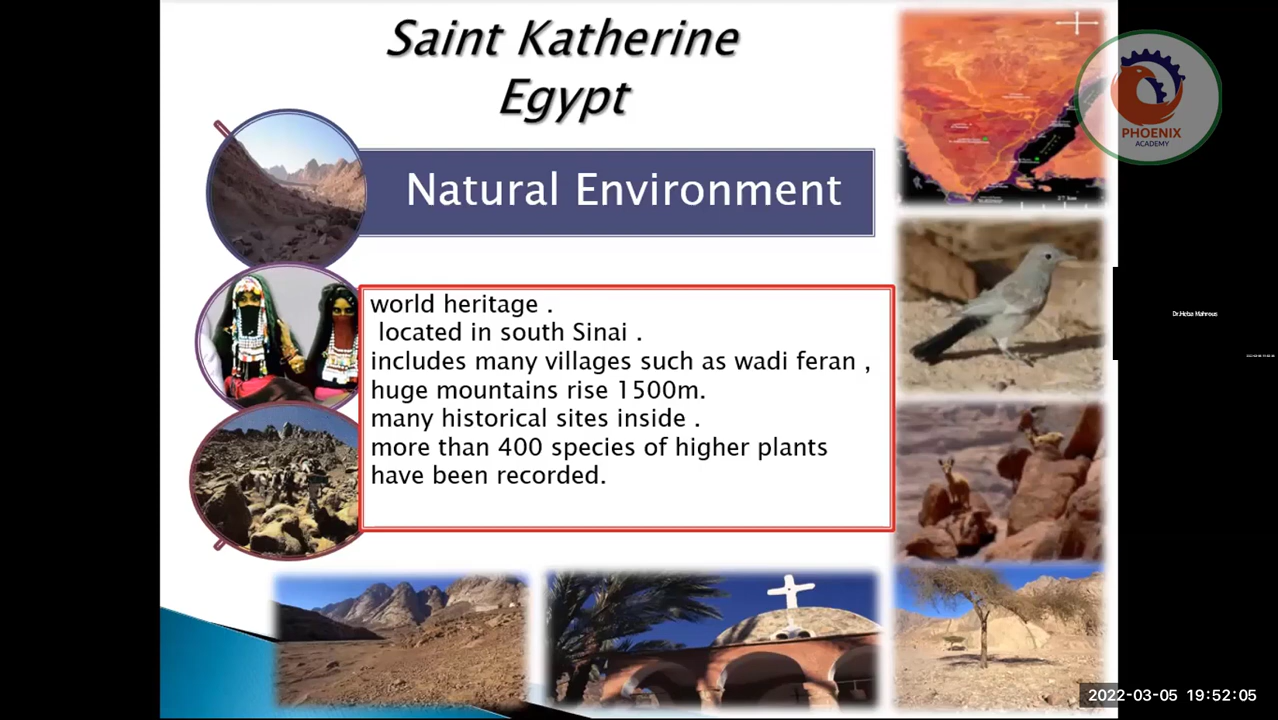 Saint Katherine
Egypt
PHOENIX
ACADEMY
Natural Environment
world heritage .
located in south Sinai .
includes many villages such as wadi feran ,
huge mountains rise 1500m.
many historical sites inside .
more than 400 species of higher plants
have been recorded.
Dr.Heba Mahrous
2022-03-05 19:52:05